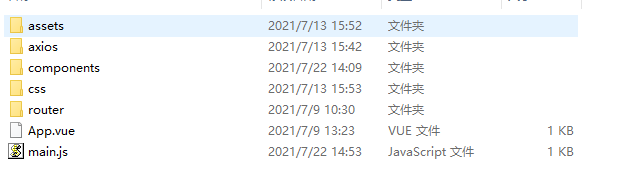 assets 2021/7/13 15:52 文件夹
axios 2021/7/13 15:42 文件夹
components 2021/7/22 14:09 文件夹
css 2021/7/13 15:53 文件夹
router 2021/7/9 10:30 文件夹
App.vue 2021/7/9 13:23 VUE 文件 1 KB
main.js 2021/7/22 14:53 JavaScript 文件 1 KB